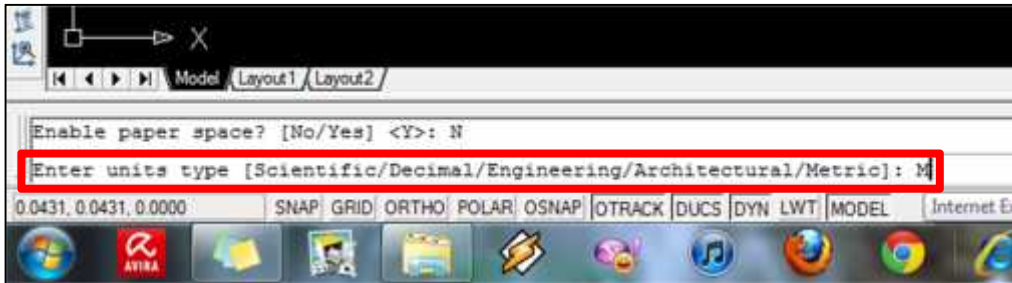 X
Model Layout1 Layout2
Enable paper space? [No/Yes] <Y>: N
Enter units type [Scientific/Decimal/Engineering/Architectural/Metric]: M
0.0431, 0.0431, 0.0000 SNAP GRID ORTHO POLAR OSNAP OTRACK DUCS DYN LWT MODEL Internet E
AVIRA